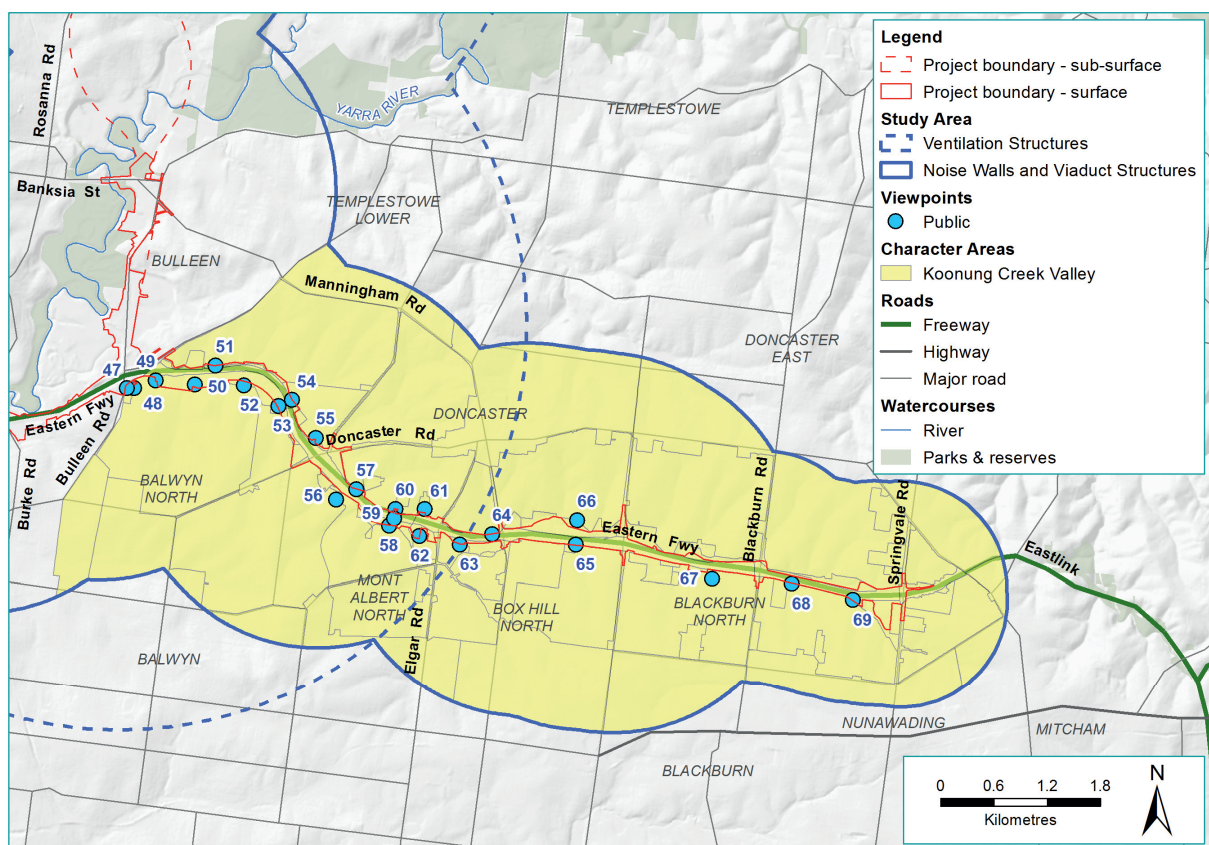 Legend
Project boundary - sub-surface
Project boundary - surface
Study Area
Ventilation Structures
Noise Walls and Viaduct Structures
Viewpoints
Public
Character Areas
Koonung Creek Valley
Roads
Freeway
Highway
Major road
Watercourses
River
Parks & reserves
Rosanna Rd
YARRA RIVER
TEMPLESTOWE
Banksia St
TEMPLESTOWE
LOWER
BULLEEN
Manningham Rd
DONCASTER
EAST
47
49
51
48
50
52
54
53
55
Eastern Fwy
Bulleen Rd
Burke Rd
DONCASTER
Doncaster Rd
BALWYN
NORTH
56
57
59
60
61
58
62
63
64
66
65
Eastern Fwy
Blackburn Rd
Springvale Rd
Eastlink
67
68
69
MONT
ALBERT
NORTH
Elgar Rd
BOX HILL
NORTH
BLACKBURN
NORTH
BALWYN
NUNAWADING
MITCHAM
BLACKBURN
0 0.6 1.2 1.8
Kilometres
N